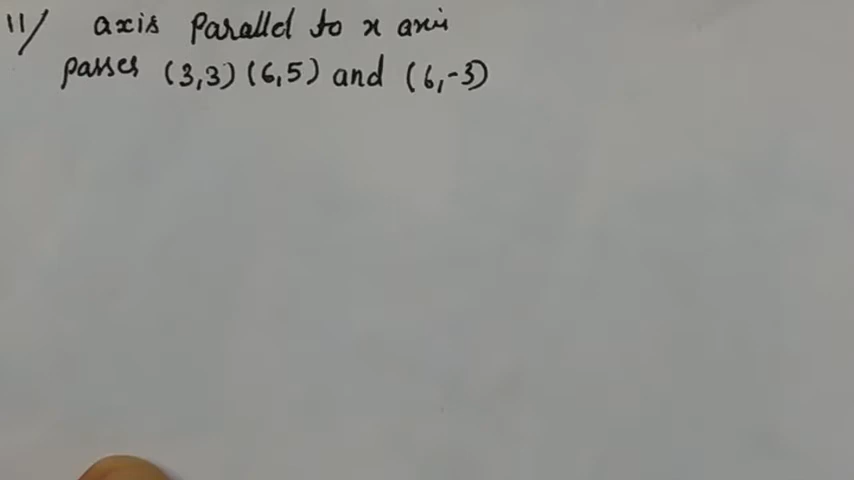 11/ axis Parallel to x axis
passes (3,3) (6,5) and (6,-3)